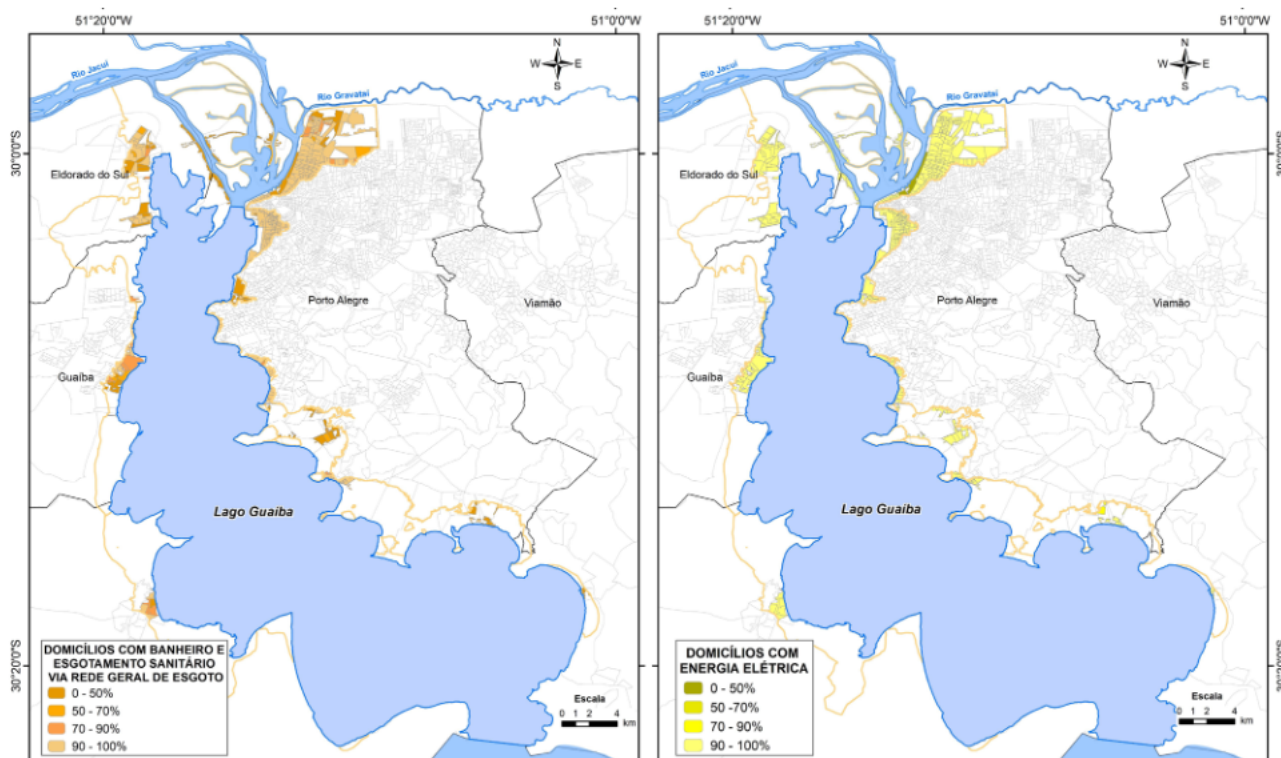 51°20'0"W
51°0'0"W
N
W E
S
Rio Jacuí
Rio Gravataí
30°0'0"S
Eldorado do Sul
Porto Alegre
Viamão
Guaíba
Lago Guaíba
30°20'0"S
DOMICÍLIOS COM BANHEIRO E
ESGOTAMENTO SANITÁRIO
VIA REDE GERAL DE ESGOTO
0 - 50%
50 - 70%
70 - 90%
90 - 100%
Escala
0 1 2 4
km
51°20'0"W
51°0'0"W
N
W E
S
Rio Jacuí
Rio Gravataí
30°0'0"S
Eldorado do Sul
Porto Alegre
Viamão
Guaíba
Lago Guaíba
30°20'0"S
DOMICÍLIOS COM
ENERGIA ELÉTRICA
0 - 50%
50 -70%
70 - 90%
90 - 100%
Escala
0 1 2 4
km